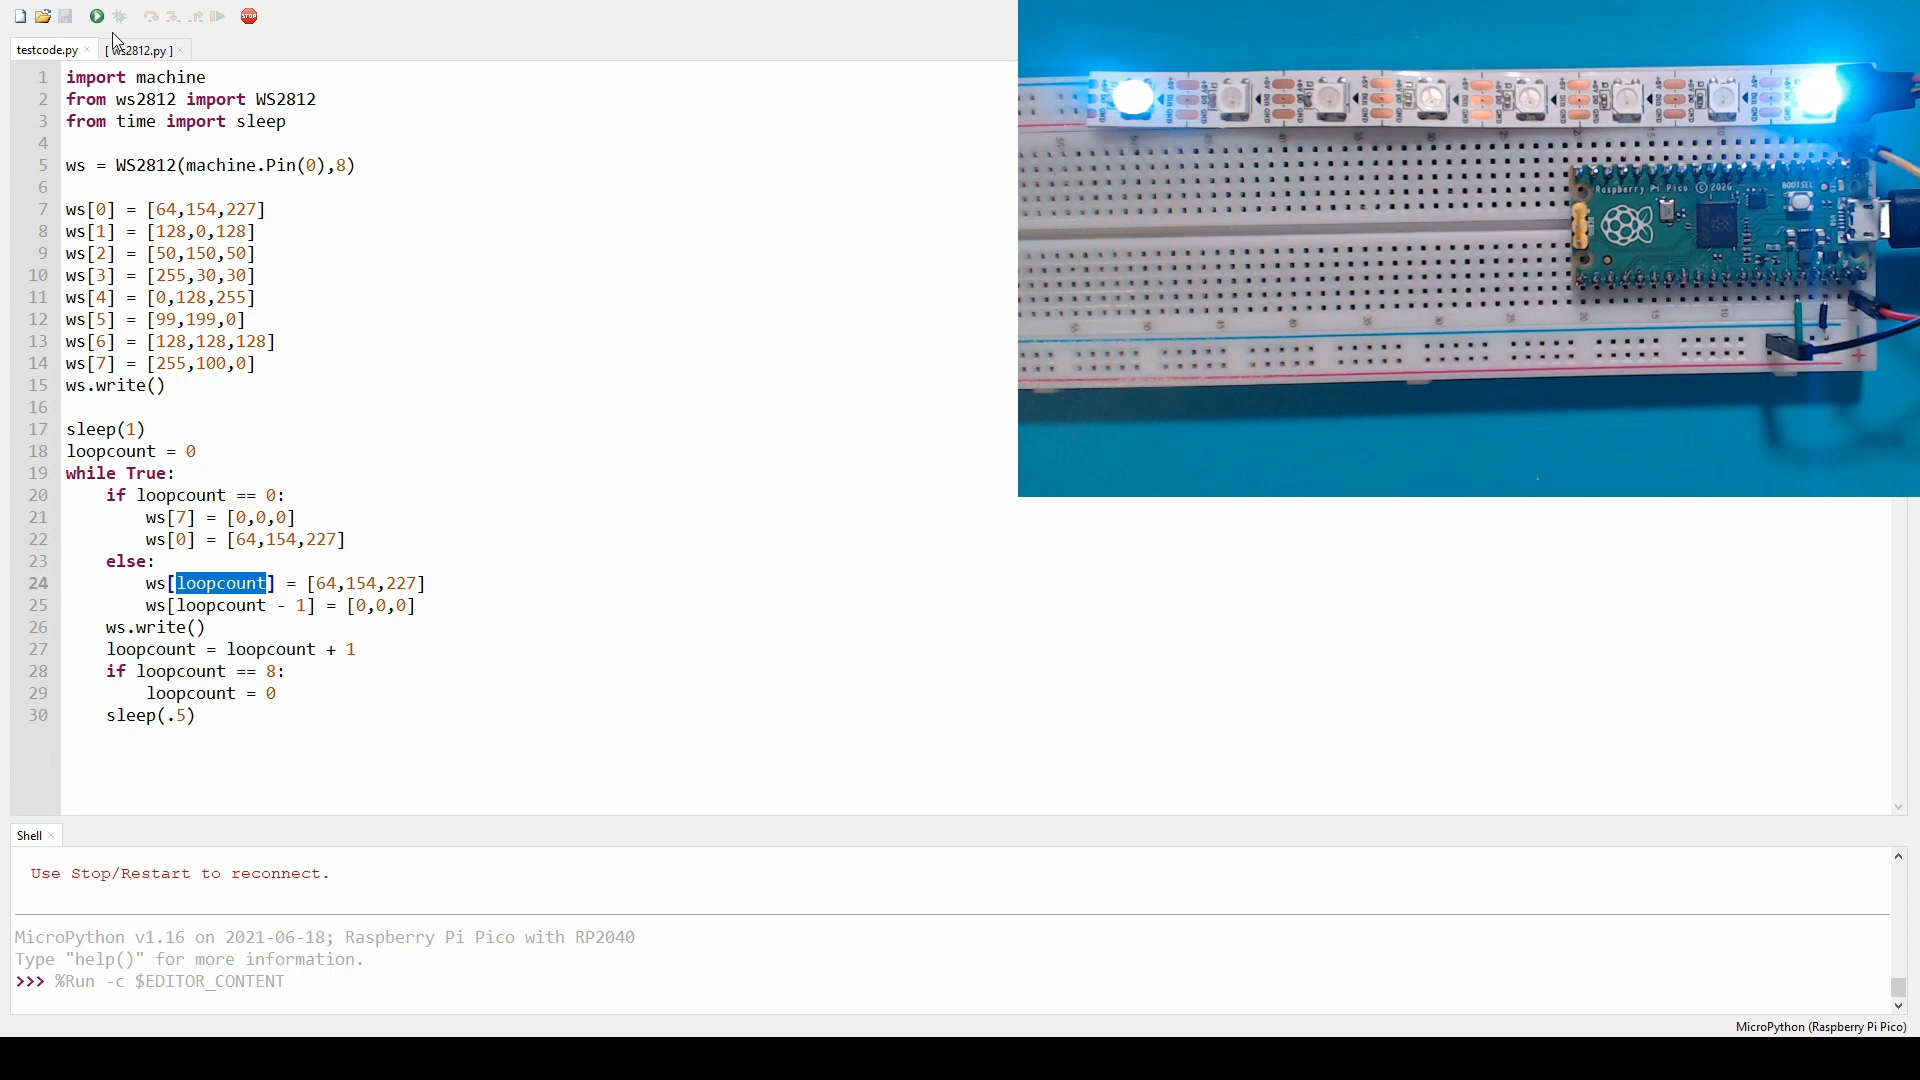 testcode.py
[ ws2812.py ]
1 import machine
2 from ws2812 import WS2812
3 from time import sleep
4
5 ws = WS2812(machine.Pin(0),8)
6
7 ws[0] = [64,154,227]
8 ws[1] = [128,0,128]
9 ws[2] = [50,150,50]
10 ws[3] = [255,30,30]
11 ws[4] = [0,128,255]
12 ws[5] = [99,199,0]
13 ws[6] = [128,128,128]
14 ws[7] = [255,100,0]
15 ws.write()
16
17 sleep(1)
18 loopcount = 0
19 while True:
20     if loopcount == 0:
21         ws[7] = [0,0,0]
22         ws[0] = [64,154,227]
23     else:
24         ws[loopcount] = [64,154,227]
25         ws[loopcount - 1] = [0,0,0]
26     ws.write()
27     loopcount = loopcount + 1
28     if loopcount == 8:
29         loopcount = 0
30     sleep(.5)
STOP
Raspberry Pi Pico © 2020
BOOTSEL
Shell
Use Stop/Restart to reconnect.
MicroPython v1.16 on 2021-06-18; Raspberry Pi Pico with RP2040
Type "help()" for more information.
>>> %Run -c $EDITOR_CONTENT
MicroPython (Raspberry Pi Pico)